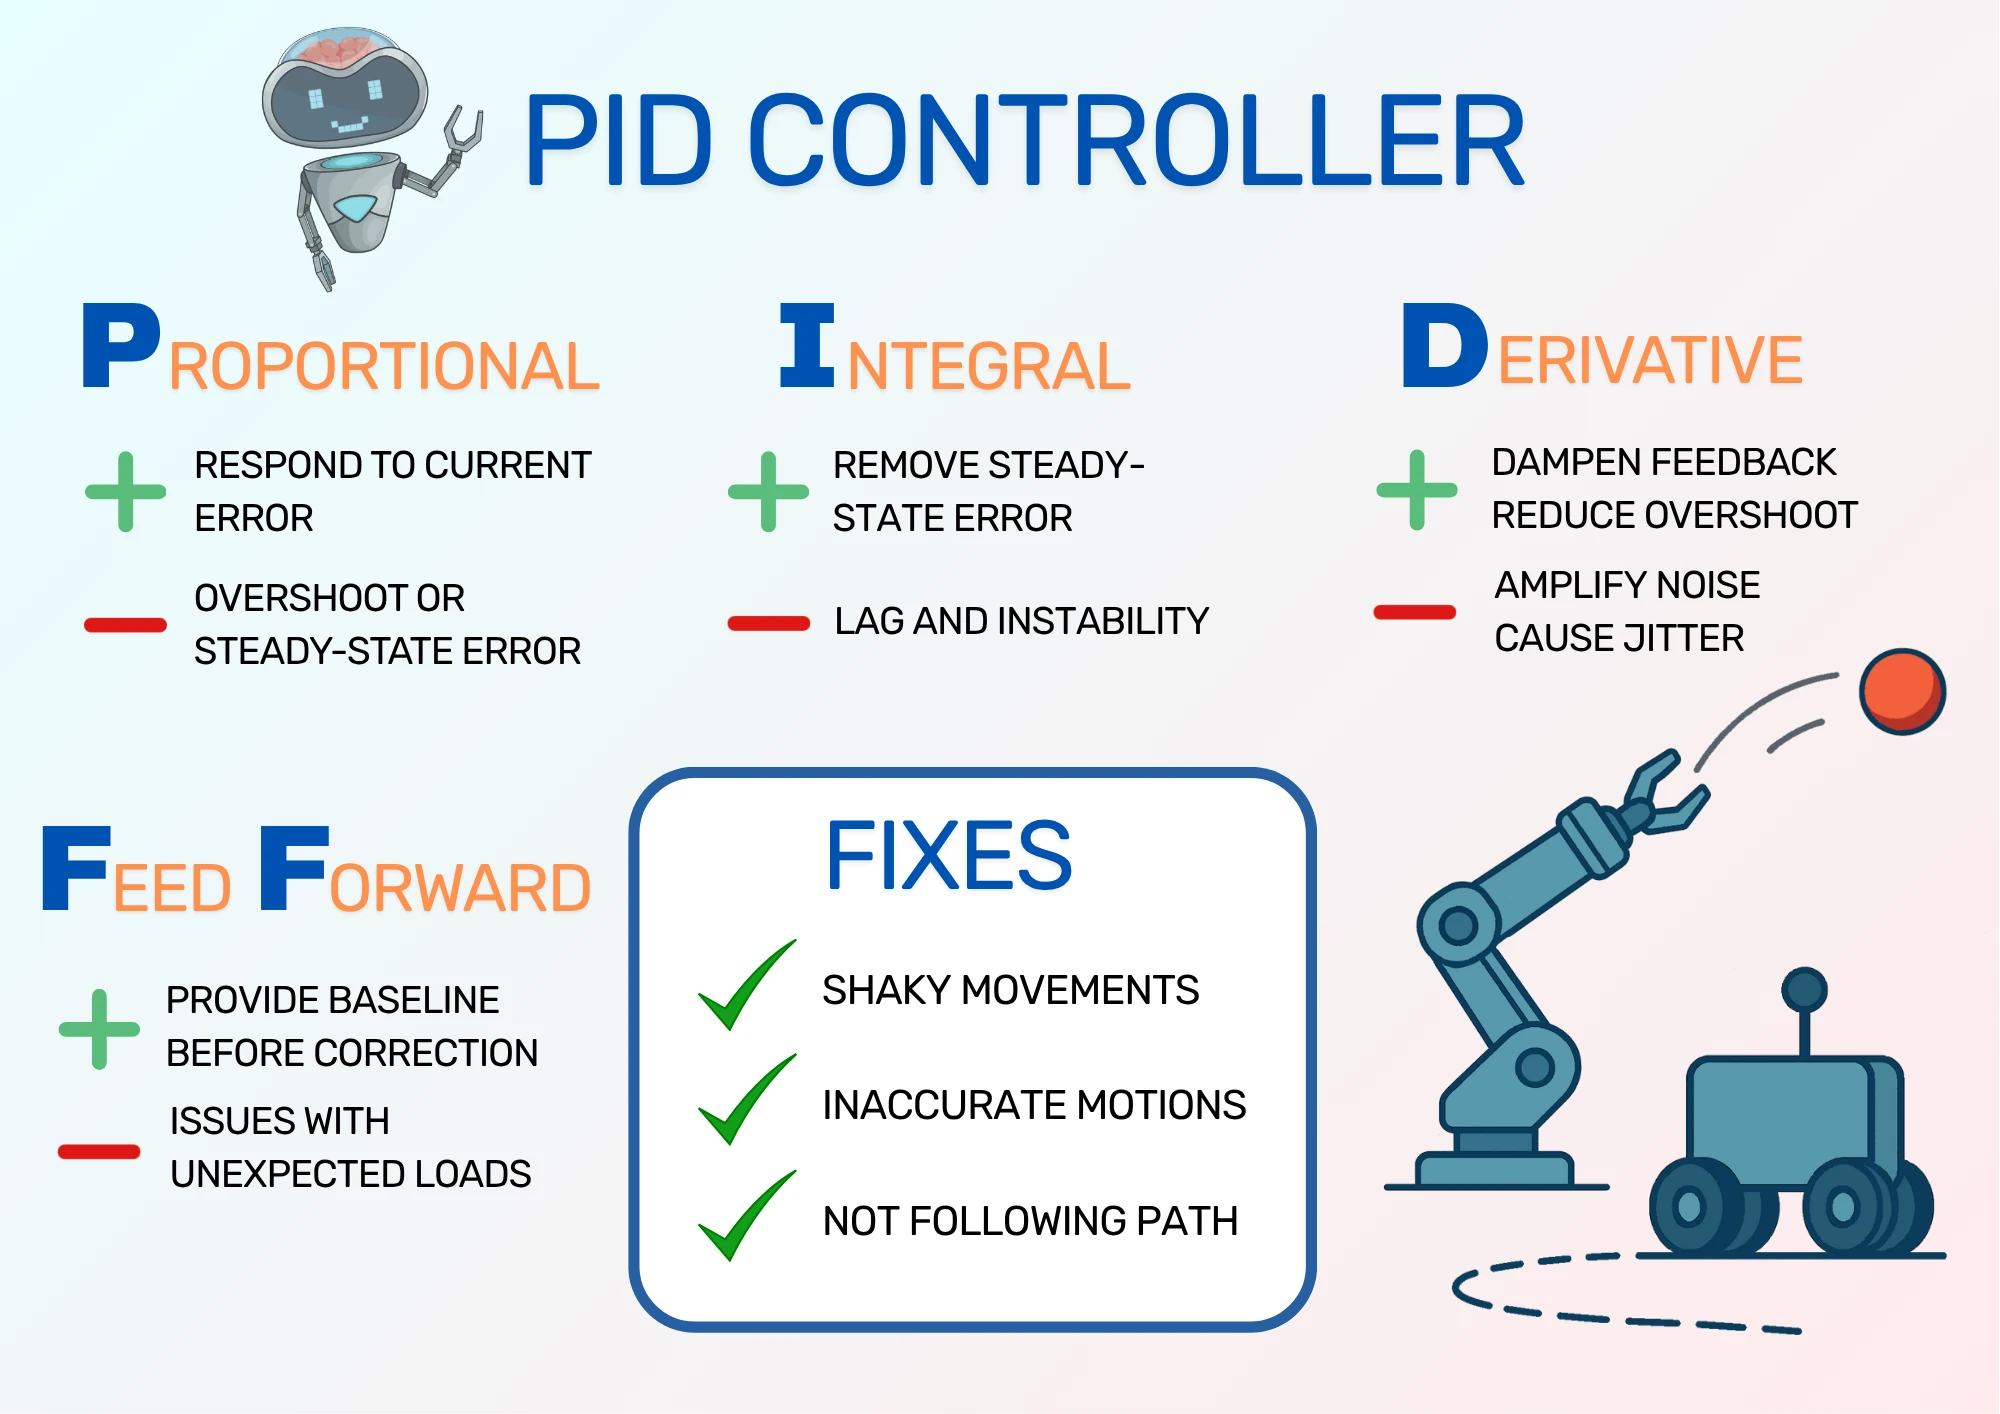 PID CONTROLLER
PROPORTIONAL
RESPOND TO CURRENT
ERROR
OVERSHOOT OR
STEADY-STATE ERROR
INTEGRAL
REMOVE STEADY-
STATE ERROR
LAG AND INSTABILITY
DERIVATIVE
DAMPEN FEEDBACK
REDUCE OVERSHOOT
AMPLIFY NOISE
CAUSE JITTER
FEED FORWARD
PROVIDE BASELINE
BEFORE CORRECTION
ISSUES WITH
UNEXPECTED LOADS
FIXES
SHAKY MOVEMENTS
INACCURATE MOTIONS
NOT FOLLOWING PATH